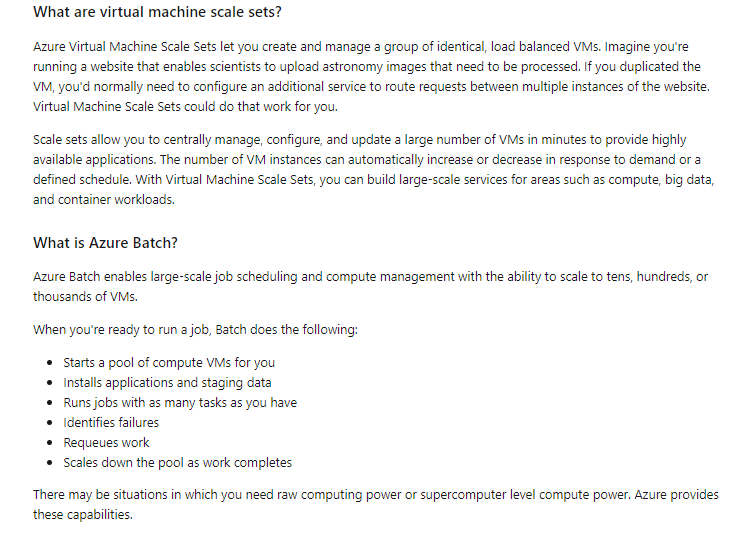 What are virtual machine scale sets?
Azure Virtual Machine Scale Sets let you create and manage a group of identical, load balanced VMs. Imagine you're
running a website that enables scientists to upload astronomy images that need to be processed. If you duplicated the
VM, you'd normally need to configure an additional service to route requests between multiple instances of the website.
Virtual Machine Scale Sets could do that work for you.
Scale sets allow you to centrally manage, configure, and update a large number of VMs in minutes to provide highly
available applications. The number of VM instances can automatically increase or decrease in response to demand or a
defined schedule. With Virtual Machine Scale Sets, you can build large-scale services for areas such as compute, big data,
and container workloads.
What is Azure Batch?
Azure Batch enables large-scale job scheduling and compute management with the ability to scale to tens, hundreds, or
thousands of VMs.
When you're ready to run a job, Batch does the following:
• Starts a pool of compute VMs for you
• Installs applications and staging data
• Runs jobs with as many tasks as you have
• Identifies failures
• Requeues work
• Scales down the pool as work completes
There may be situations in which you need raw computing power or supercomputer level compute power. Azure provides
these capabilities.